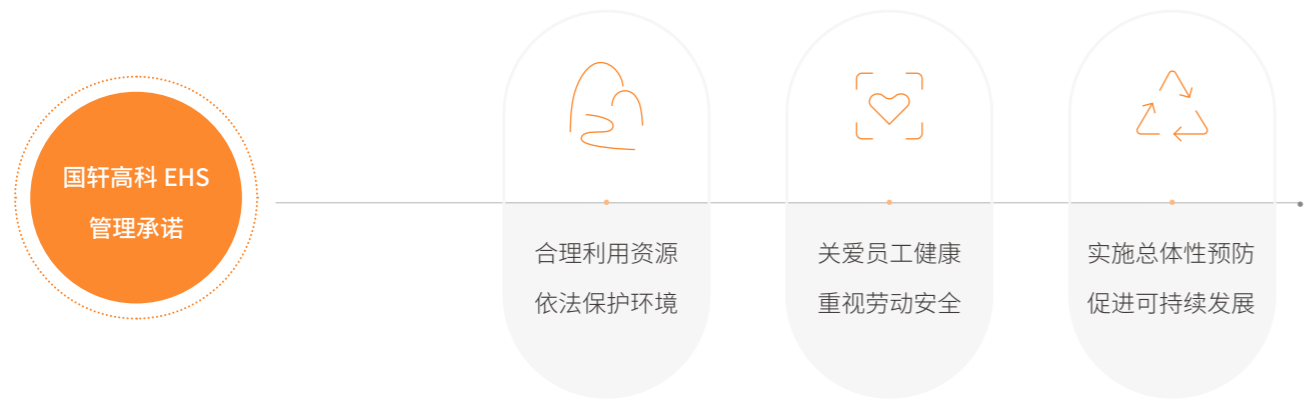 国轩高科 EHS
管理承诺
合理利用资源
依法保护环境
关爱员工健康
重视劳动安全
实施总体性预防
促进可持续发展